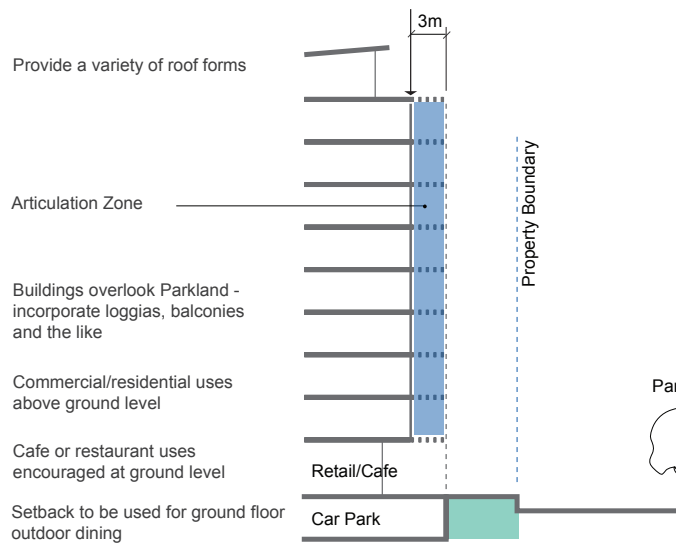 3m
Provide a variety of roof forms
Property Boundary
Articulation Zone
Buildings overlook Parkland -
incorporate loggias, balconies
and the like
Commercial/residential uses
above ground level
Par
Cafe or restaurant uses
encouraged at ground level
Retail/Cafe
Setback to be used for ground floor
outdoor dining
Car Park